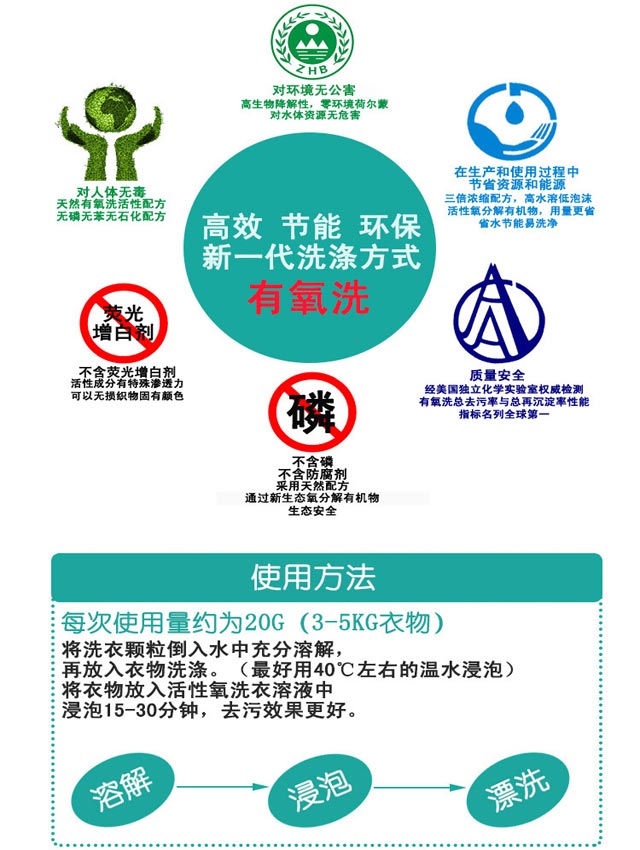 ZHB
对环境无公害
高生物降解性，零环境荷尔蒙
对水体资源无危害
对人体无毒
天然有氧洗活性配方
无磷无苯无石化配方
在生产和使用过程中
节省资源和能源
三倍浓缩配方，高水溶低泡沫
活性氧分解有机物，用量更省
省水节能易洗净
高效 节能 环保
新一代洗涤方式
有氧洗
荧光
增白剂
不含荧光增白剂
活性成分有特殊渗透力
可以无损织物固有颜色
质量安全
经美国独立化学实验室权威检测
有氧洗总去污率与总再沉淀率性能
指标名列全球第一
磷
不含磷
不含防腐剂
采用天然配方
通过新生态氧分解有机物
生态安全
使用方法
每次使用量约为20G（3-5KG衣物）
将洗衣颗粒倒入水中充分溶解，
再放入衣物洗涤。（最好用40℃左右的温水浸泡）
将衣物放入活性氧洗衣溶液中
浸泡15-30分钟，去污效果更好。
溶解
浸泡
漂洗